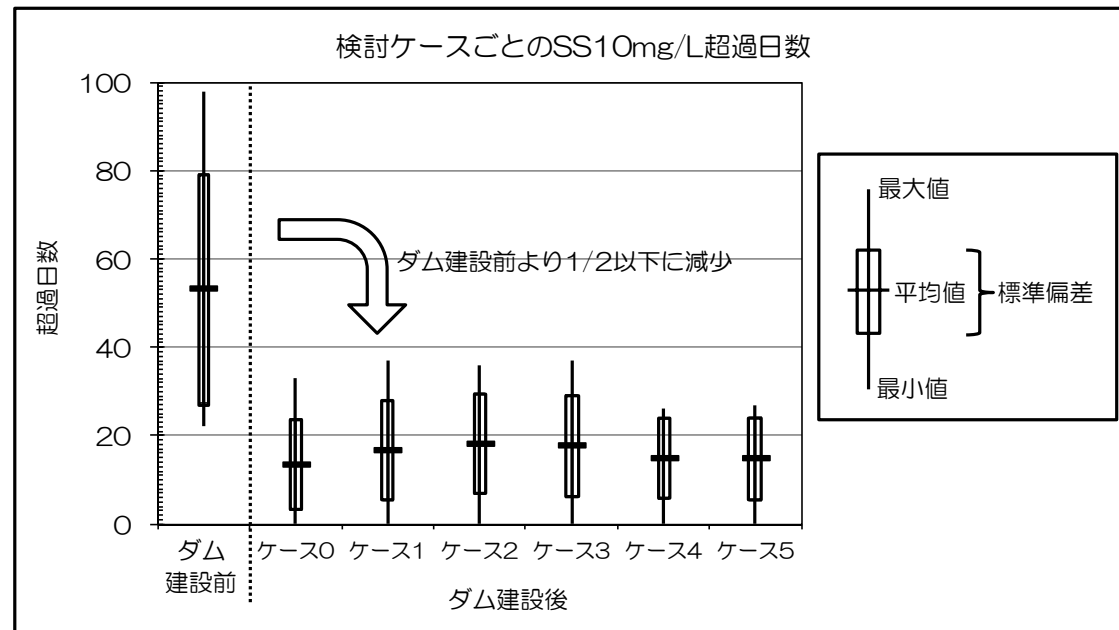 検討ケースごとのSS10mg/L超過日数
100
80
60
40
20
0
超過日数
ダム建設前より1/2以下に減少
ダム
建設前
ケース0
ケース1
ケース2
ケース3
ケース4
ケース5
ダム建設後
最大値
平均値
標準偏差
最小値